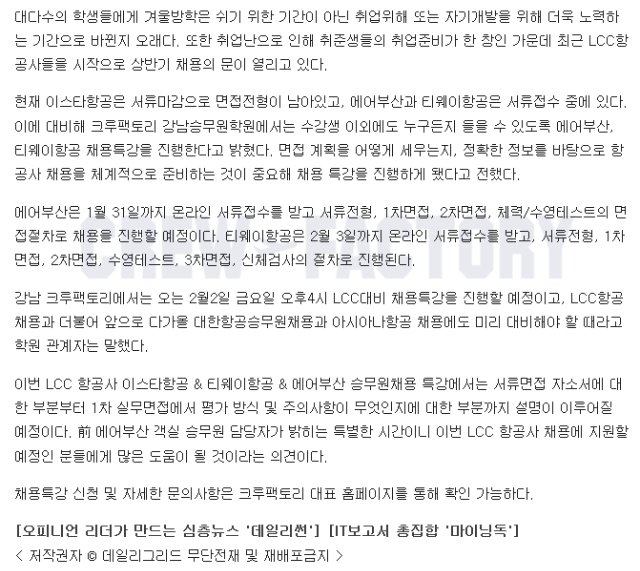 대다수의 학생들에게 겨울방학은 쉬기 위한 기간이 아닌 취업위해 또는 자기개발을 위해 더욱 노력하
는 기간으로 바뀐지 오래다. 또한 취업난으로 인해 취준생들의 취업준비가 한 창인 가운데 최근 LCC항
공사들을 시작으로 상반기 채용의 문이 열리고 있다.
현재 이스타항공은 서류마감으로 면접전형이 남아있고, 에어부산과 티웨이항공은 서류접수 중에 있다.
이에 대비해 크루팩토리 강남승무원학원에서는 수강생 이외에도 누구든지 들을 수 있도록 에어부산,
티웨이항공 채용특강을 진행한다고 밝혔다. 면접 계획을 어떻게 세우는지, 정확한 정보를 바탕으로 항
공사 채용을 체계적으로 준비하는 것이 중요해 채용 특강을 진행하게 됐다고 전했다.
에어부산은 1월 31일까지 온라인 서류접수를 받고 서류전형, 1차면접, 2차면접, 체력/수영테스트의 면
접절차로 채용을 진행할 예정이다. 티웨이항공은 2월 3일까지 온라인 서류접수를 받고, 서류전형, 1차
면접, 2차면접, 수영테스트, 3차면접, 신체검사의 절차로 진행된다.
CREW FACTORY
강남 크루팩토리에서는 오는 2월2일 금요일 오후4시 LCC대비 채용특강을 진행할 예정이고, LCC항공
채용과 더불어 앞으로 다가올 대한항공승무원채용과 아시아나항공 채용에도 미리 대비해야 할 때라고
학원 관계자는 말했다.
이번 LCC 항공사 이스타항공 & 티웨이항공 & 에어부산 승무원채용 특강에서는 서류면접 자소서에 대
한 부분부터 1차 실무면접에서 평가 방식 및 주의사항이 무엇인지에 대한 부분까지 설명이 이루어질
예정이다. 前 에어부산 객실 승무원 담당자가 밝히는 특별한 시간이니 이번 LCC 항공사 채용에 지원할
예정인 분들에게 많은 도움이 될 것이라는 의견이다.
채용특강 신청 및 자세한 문의사항은 크루팩토리 대표 홈페이지를 통해 확인 가능하다.
[오피니언 리더가 만드는 심층뉴스 '데일리썬'] [IT보고서 총집합 '마이닝독']
< 저작권자 © 데일리그리드 무단전재 및 재배포금지 >